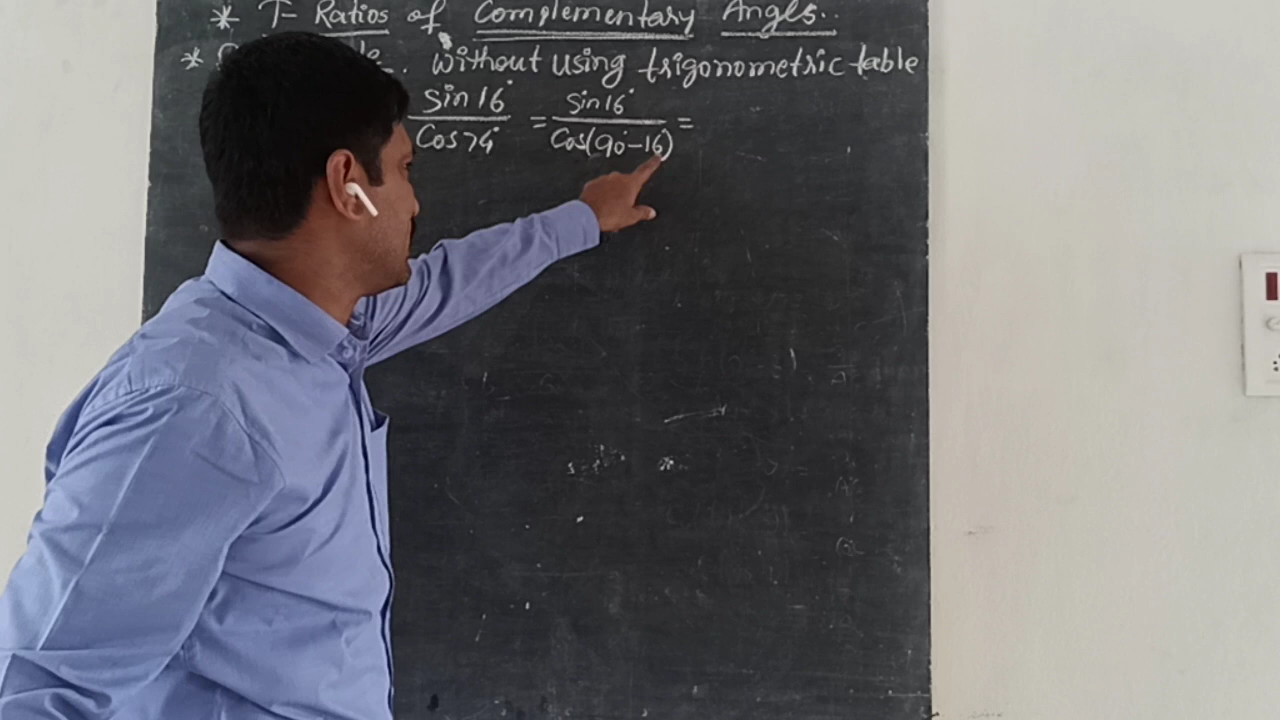 * T- Ratios of Complementary Angles..
* without using trigonometric table
sin 16° / Cos 74° = sin 16° / Cos(90°-16) =